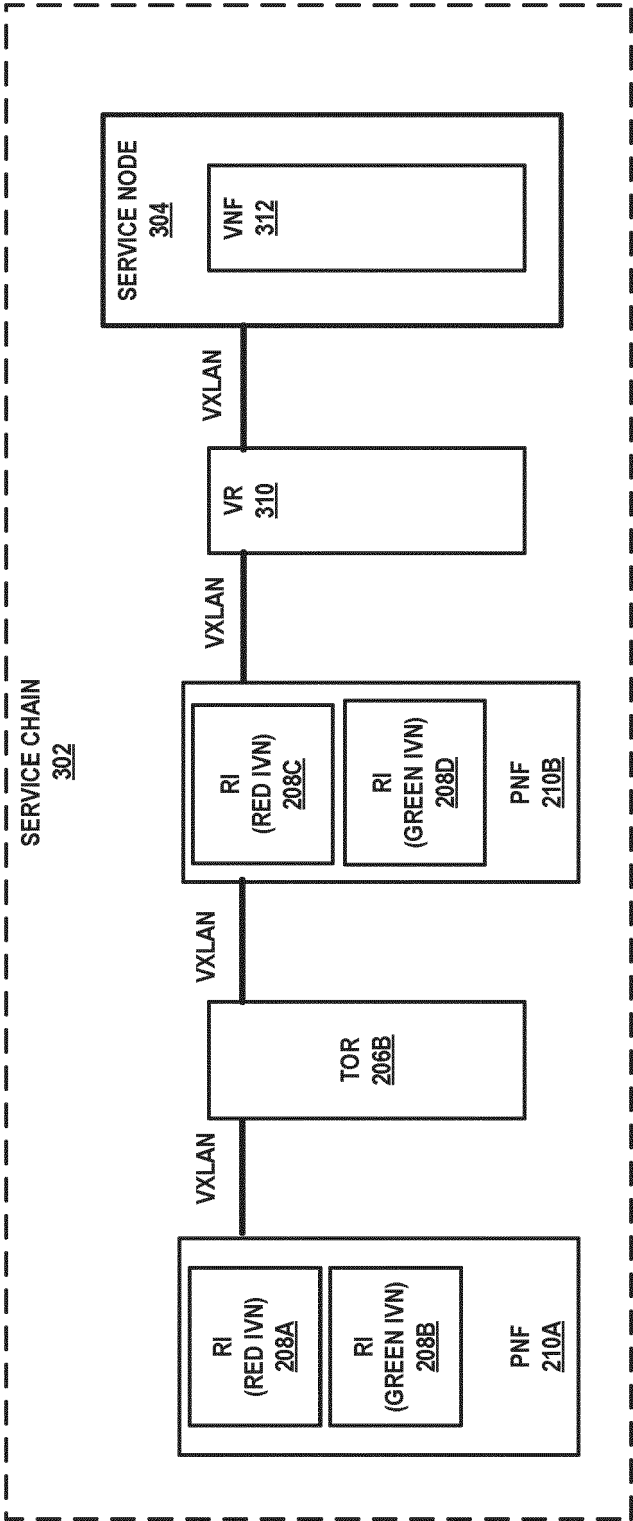 SERVICE CHAIN
302
RI
(RED IVN)
208A
RI
(GREEN IVN)
208B
PNF
210A
VXLAN
TOR
206B
VXLAN
RI
(RED IVN)
208C
RI
(GREEN IVN)
208D
PNF
210B
VXLAN
VR
310
VXLAN
SERVICE NODE
304
VNF
312